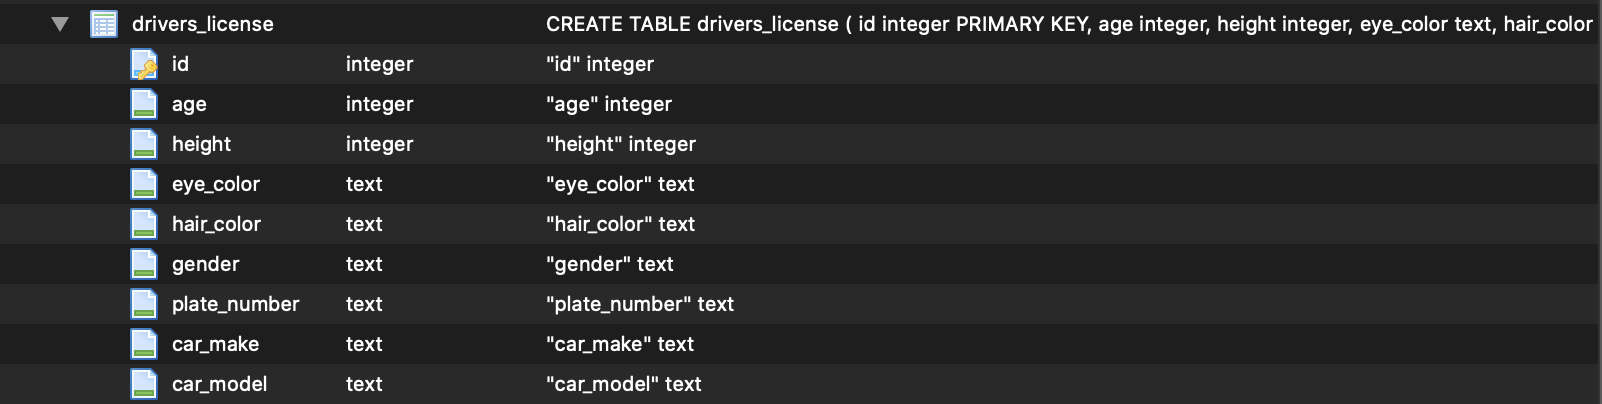 drivers_license CREATE TABLE drivers_license ( id integer PRIMARY KEY, age integer, height integer, eye_color text, hair_color
id integer "id" integer
age integer "age" integer
height integer "height" integer
eye_color text "eye_color" text
hair_color text "hair_color" text
gender text "gender" text
plate_number text "plate_number" text
car_make text "car_make" text
car_model text "car_model" text